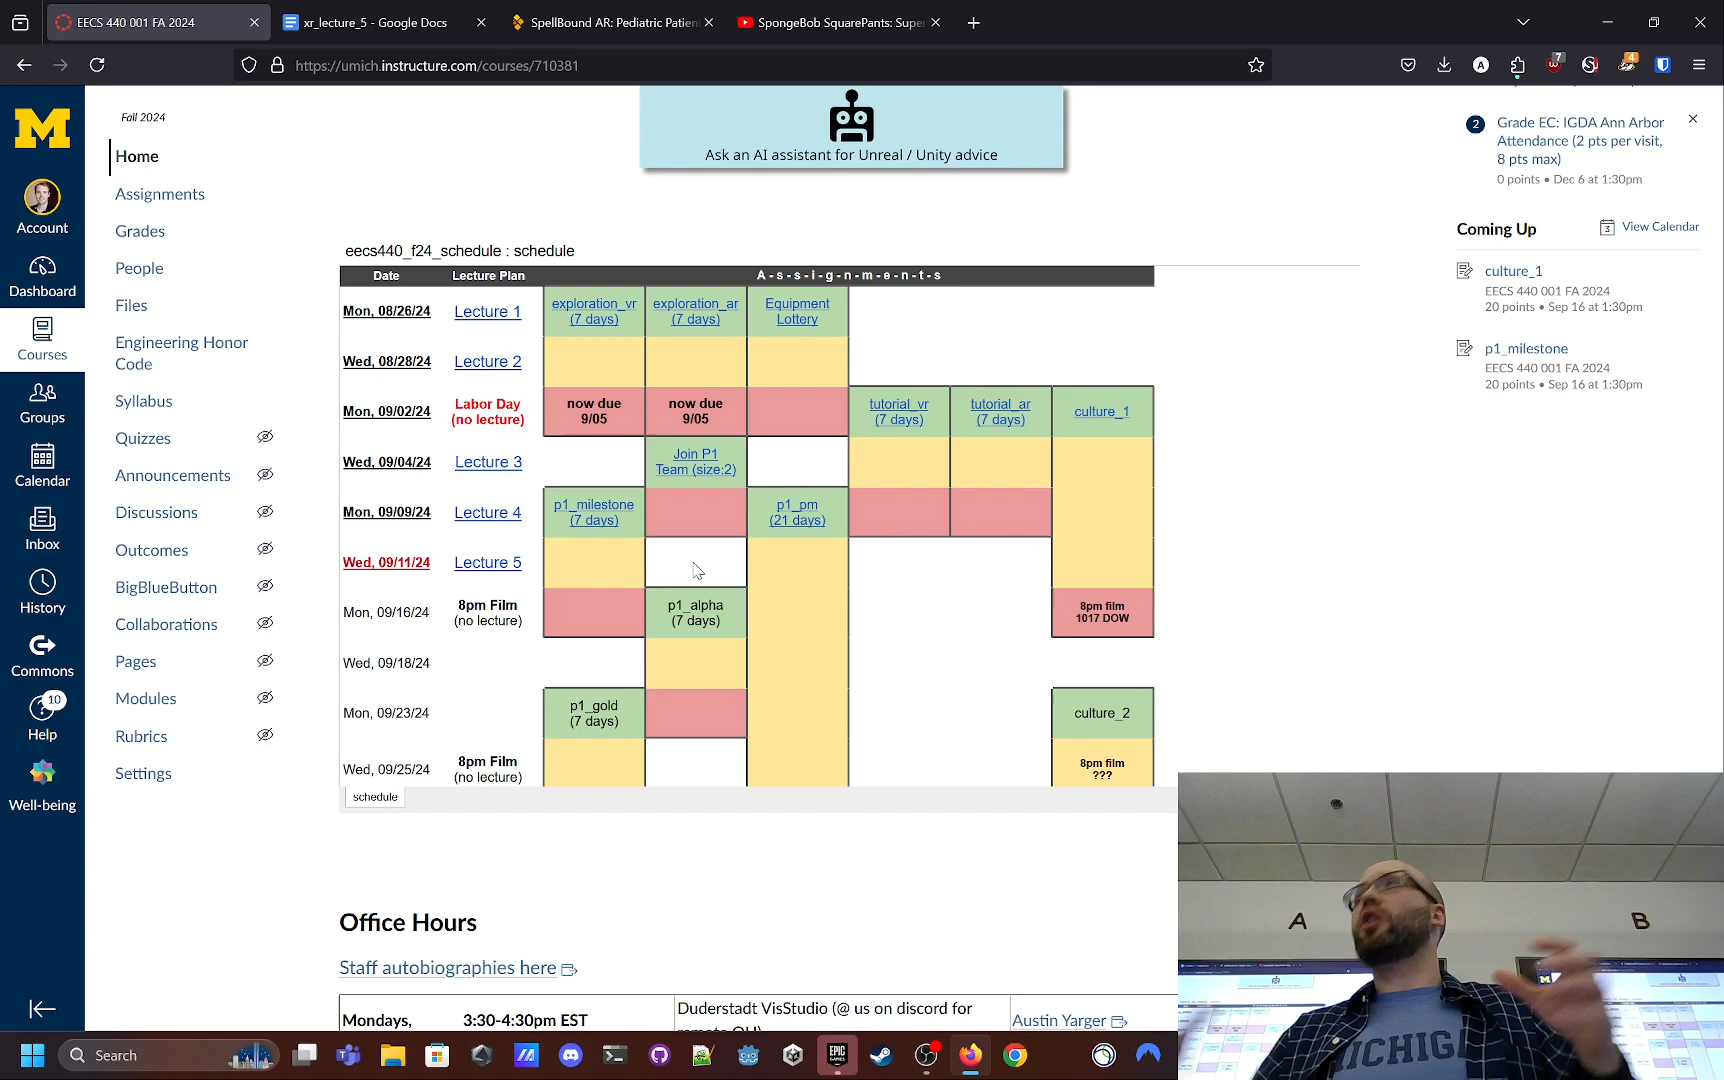 EECS 440 001 FA 2024
xr_lecture_5 - Google Docs
SpellBound AR: Pediatric Patien
SpongeBob SquarePants: Super
https://umich.instructure.com/courses/710381
A
7
4
M
Account
Dashboard
Courses
Groups
Calendar
Inbox
History
Commons
10
Help
Well-being
Fall 2024
Home
Assignments
Grades
People
Files
Engineering Honor
Code
Syllabus
Quizzes
Announcements
Discussions
Outcomes
BigBlueButton
Collaborations
Pages
Modules
Rubrics
Settings
Ask an AI assistant for Unreal / Unity advice
eecs440_f24_schedule : schedule
Date Lecture Plan A-s-s-i-g-n-m-e-n-t-s
Mon, 08/26/24 Lecture 1
exploration_vr
(7 days)
exploration_ar
(7 days)
Equipment
Lottery
Wed, 08/28/24 Lecture 2
Mon, 09/02/24
Labor Day
(no lecture)
now due
9/05
now due
9/05
tutorial_vr
(7 days)
tutorial_ar
(7 days)
culture_1
Wed, 09/04/24 Lecture 3
Join P1
Team (size:2)
Mon, 09/09/24 Lecture 4
p1_milestone
(7 days)
p1_pm
(21 days)
Wed, 09/11/24 Lecture 5
Mon, 09/16/24
8pm Film
(no lecture)
p1_alpha
(7 days)
8pm film
1017 DOW
Wed, 09/18/24
Mon, 09/23/24
p1_gold
(7 days)
culture_2
Wed, 09/25/24
8pm Film
(no lecture)
8pm film
???
schedule
Office Hours
Staff autobiographies here
Mondays, 3:30-4:30pm EST
Duderstadt VisStudio (@ us on discord for
remote OH)
Austin Yarger
2
Grade EC: IGDA Ann Arbor
Attendance (2 pts per visit,
8 pts max)
0 points • Dec 6 at 1:30pm
Coming Up
3
View Calendar
culture_1
EECS 440 001 FA 2024
20 points • Sep 16 at 1:30pm
p1_milestone
EECS 440 001 FA 2024
20 points • Sep 16 at 1:30pm
A
B
MICHIG
Search
EPIC
GAMES